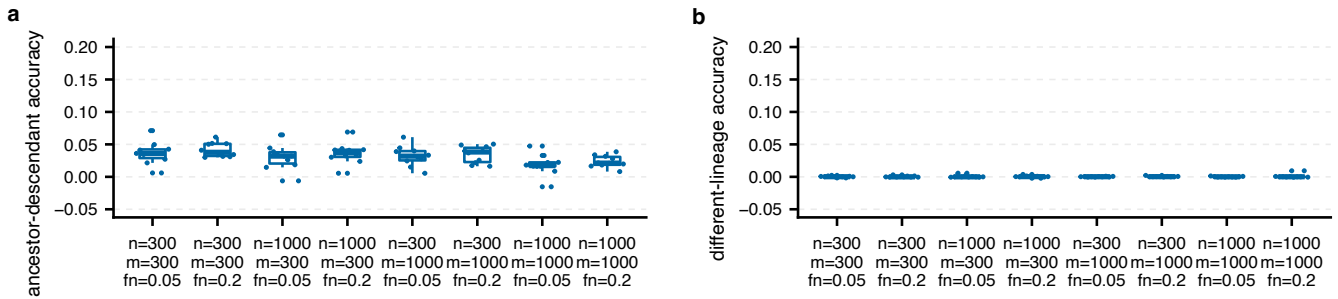 a
ancestor-descendant accuracy
0.20
0.15
0.10
0.05
0.00
−0.05
n=300 n=300 n=1000 n=1000 n=300 n=300 n=1000 n=1000
m=300 m=300 m=300 m=300 m=1000 m=1000 m=1000 m=1000
fn=0.05 fn=0.2 fn=0.05 fn=0.2 fn=0.05 fn=0.2 fn=0.05 fn=0.2
b
different-lineage accuracy
0.20
0.15
0.10
0.05
0.00
−0.05
n=300 n=300 n=1000 n=1000 n=300 n=300 n=1000 n=1000
m=300 m=300 m=300 m=300 m=1000 m=1000 m=1000 m=1000
fn=0.05 fn=0.2 fn=0.05 fn=0.2 fn=0.05 fn=0.2 fn=0.05 fn=0.2